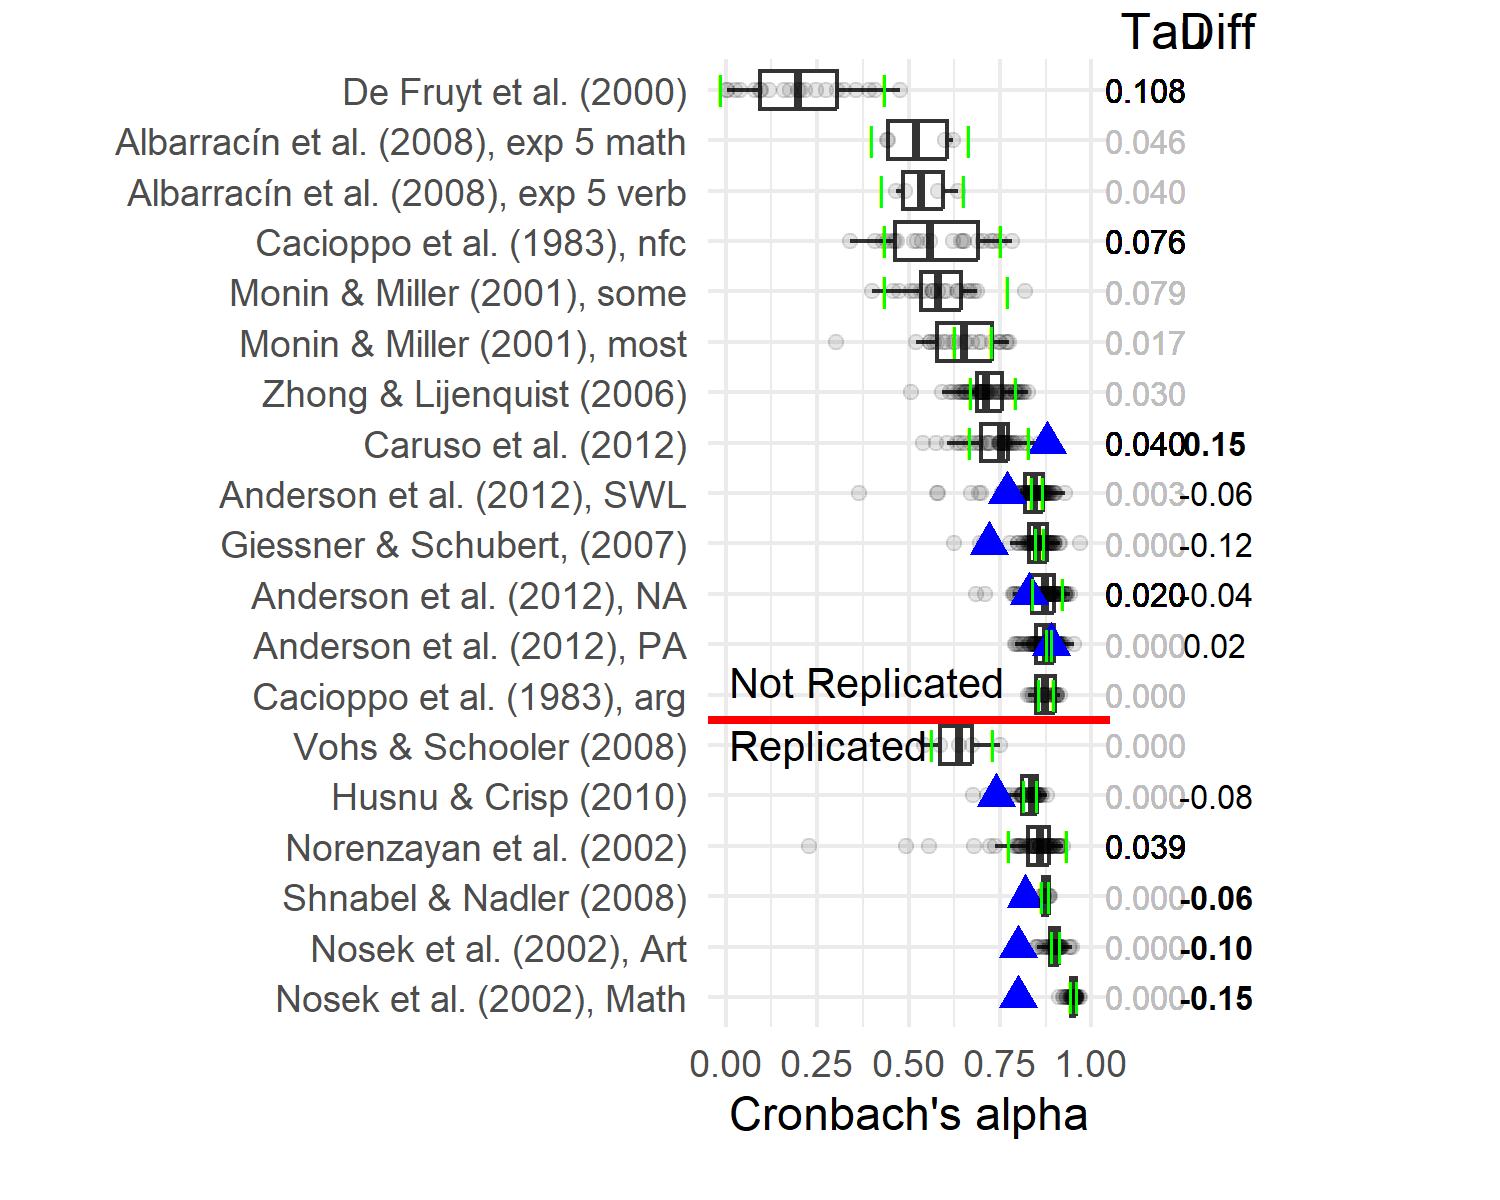 Tau Diff
De Fruyt et al. (2000) 0.108
Albarracín et al. (2008), exp 5 math 0.046
Albarracín et al. (2008), exp 5 verb 0.040
Cacioppo et al. (1983), nfc 0.076
Monin & Miller (2001), some 0.079
Monin & Miller (2001), most 0.017
Zhong & Lijenquist (2006) 0.030
Caruso et al. (2012) 0.040 0.15
Anderson et al. (2012), SWL 0.003 -0.06
Giessner & Schubert, (2007) 0.000 -0.12
Anderson et al. (2012), NA 0.020 -0.04
Anderson et al. (2012), PA 0.000 0.02
Not Replicated
Cacioppo et al. (1983), arg 0.000
Vohs & Schooler (2008) Replicated 0.000
Husnu & Crisp (2010) 0.000 -0.08
Norenzayan et al. (2002) 0.039
Shnabel & Nadler (2008) 0.000 -0.06
Nosek et al. (2002), Art 0.000 -0.10
Nosek et al. (2002), Math 0.000 -0.15
0.00 0.25 0.50 0.75 1.00
Cronbach's alpha